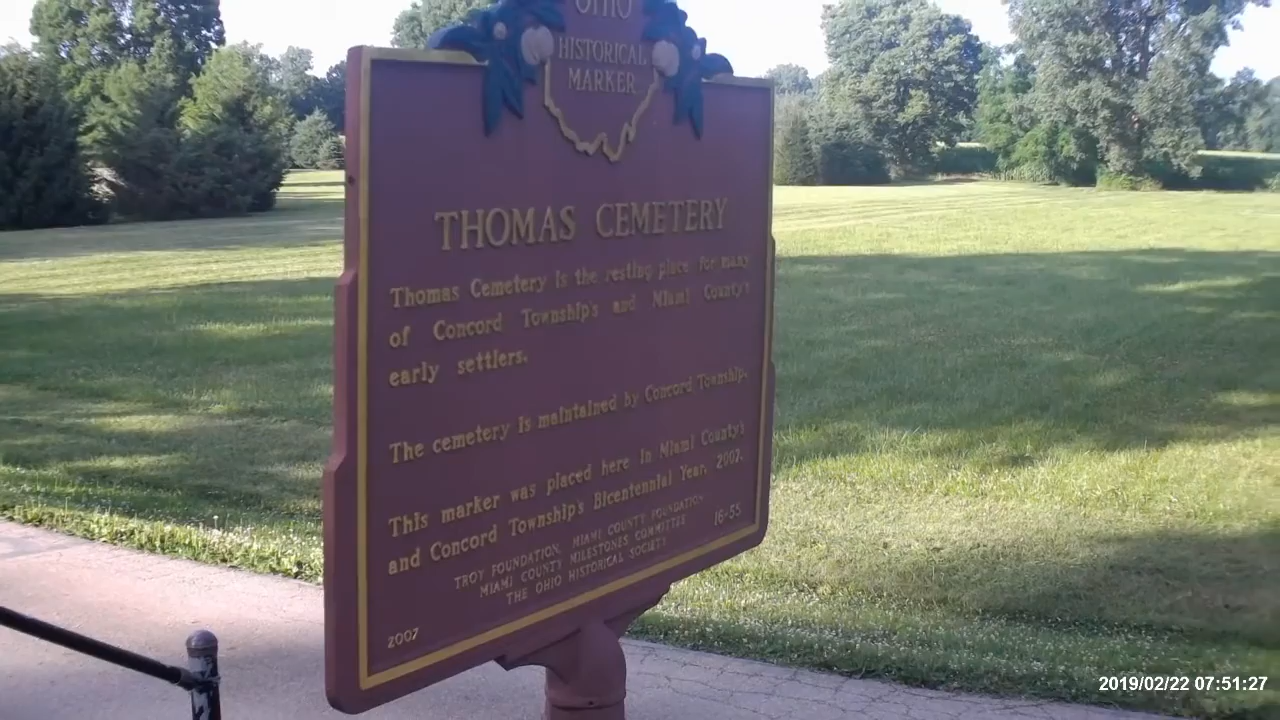 OHIO
HISTORICAL
MARKER
THOMAS CEMETERY
Thomas Cemetery is the resting place for many
of Concord Township's and Miami County's
early settlers.
The cemetery is maintained by Concord Township.
This marker was placed here in Miami County's
and Concord Township's Bicentennial Year, 2007.
TROY FOUNDATION, MIAMI COUNTY FOUNDATION
MIAMI COUNTY MILESTONES COMMITTEE
THE OHIO HISTORICAL SOCIETY
16-55
2007
2019/02/22 07:51:27